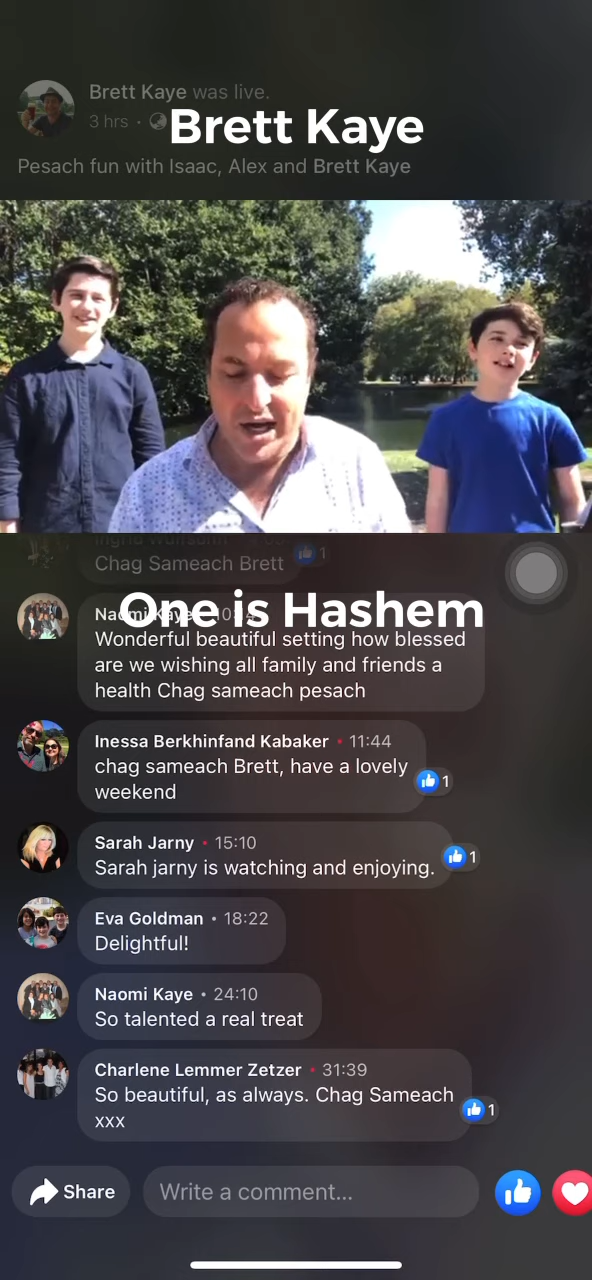 Brett Kaye was live.
3 hrs ·
Brett Kaye
Pesach fun with Isaac, Alex and Brett Kaye
Chag Sameach Brett
1
Naomi Kaye
One is Hashem
Wonderful beautiful setting how blessed
are we wishing all family and friends a
health Chag sameach pesach
Inessa Berkhinfand Kabaker • 11:44
chag sameach Brett, have a lovely
weekend
1
Sarah Jarny • 15:10
Sarah jarny is watching and enjoying.
1
Eva Goldman • 18:22
Delightful!
Naomi Kaye • 24:10
So talented a real treat
Charlene Lemmer Zetzer • 31:39
So beautiful, as always. Chag Sameach
xxx
1
Share
Write a comment...